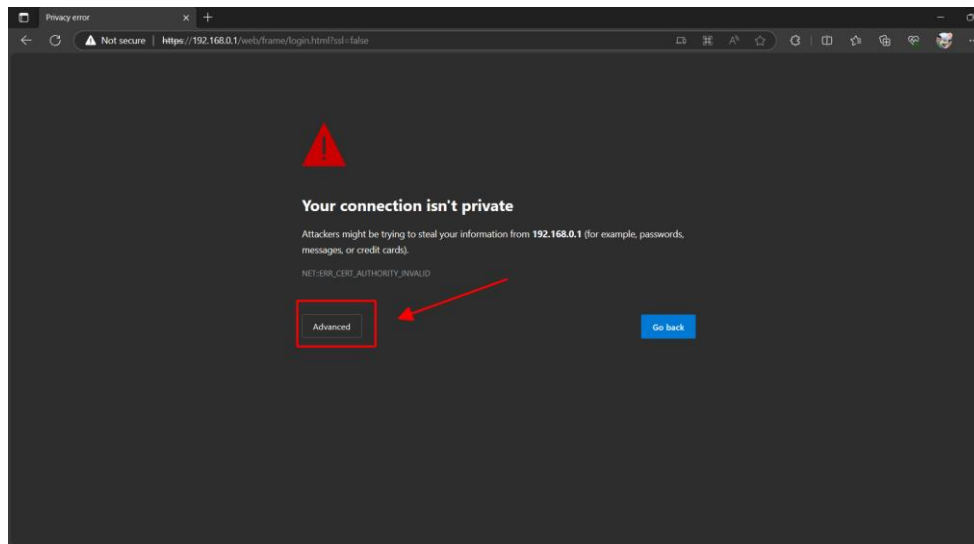 Privacy error
Not secure | https://192.168.0.1/web/frame/login.html?ssl=false
Your connection isn't private
Attackers might be trying to steal your information from 192.168.0.1 (for example, passwords,
messages, or credit cards).
NET::ERR_CERT_AUTHORITY_INVALID
Advanced
Go back